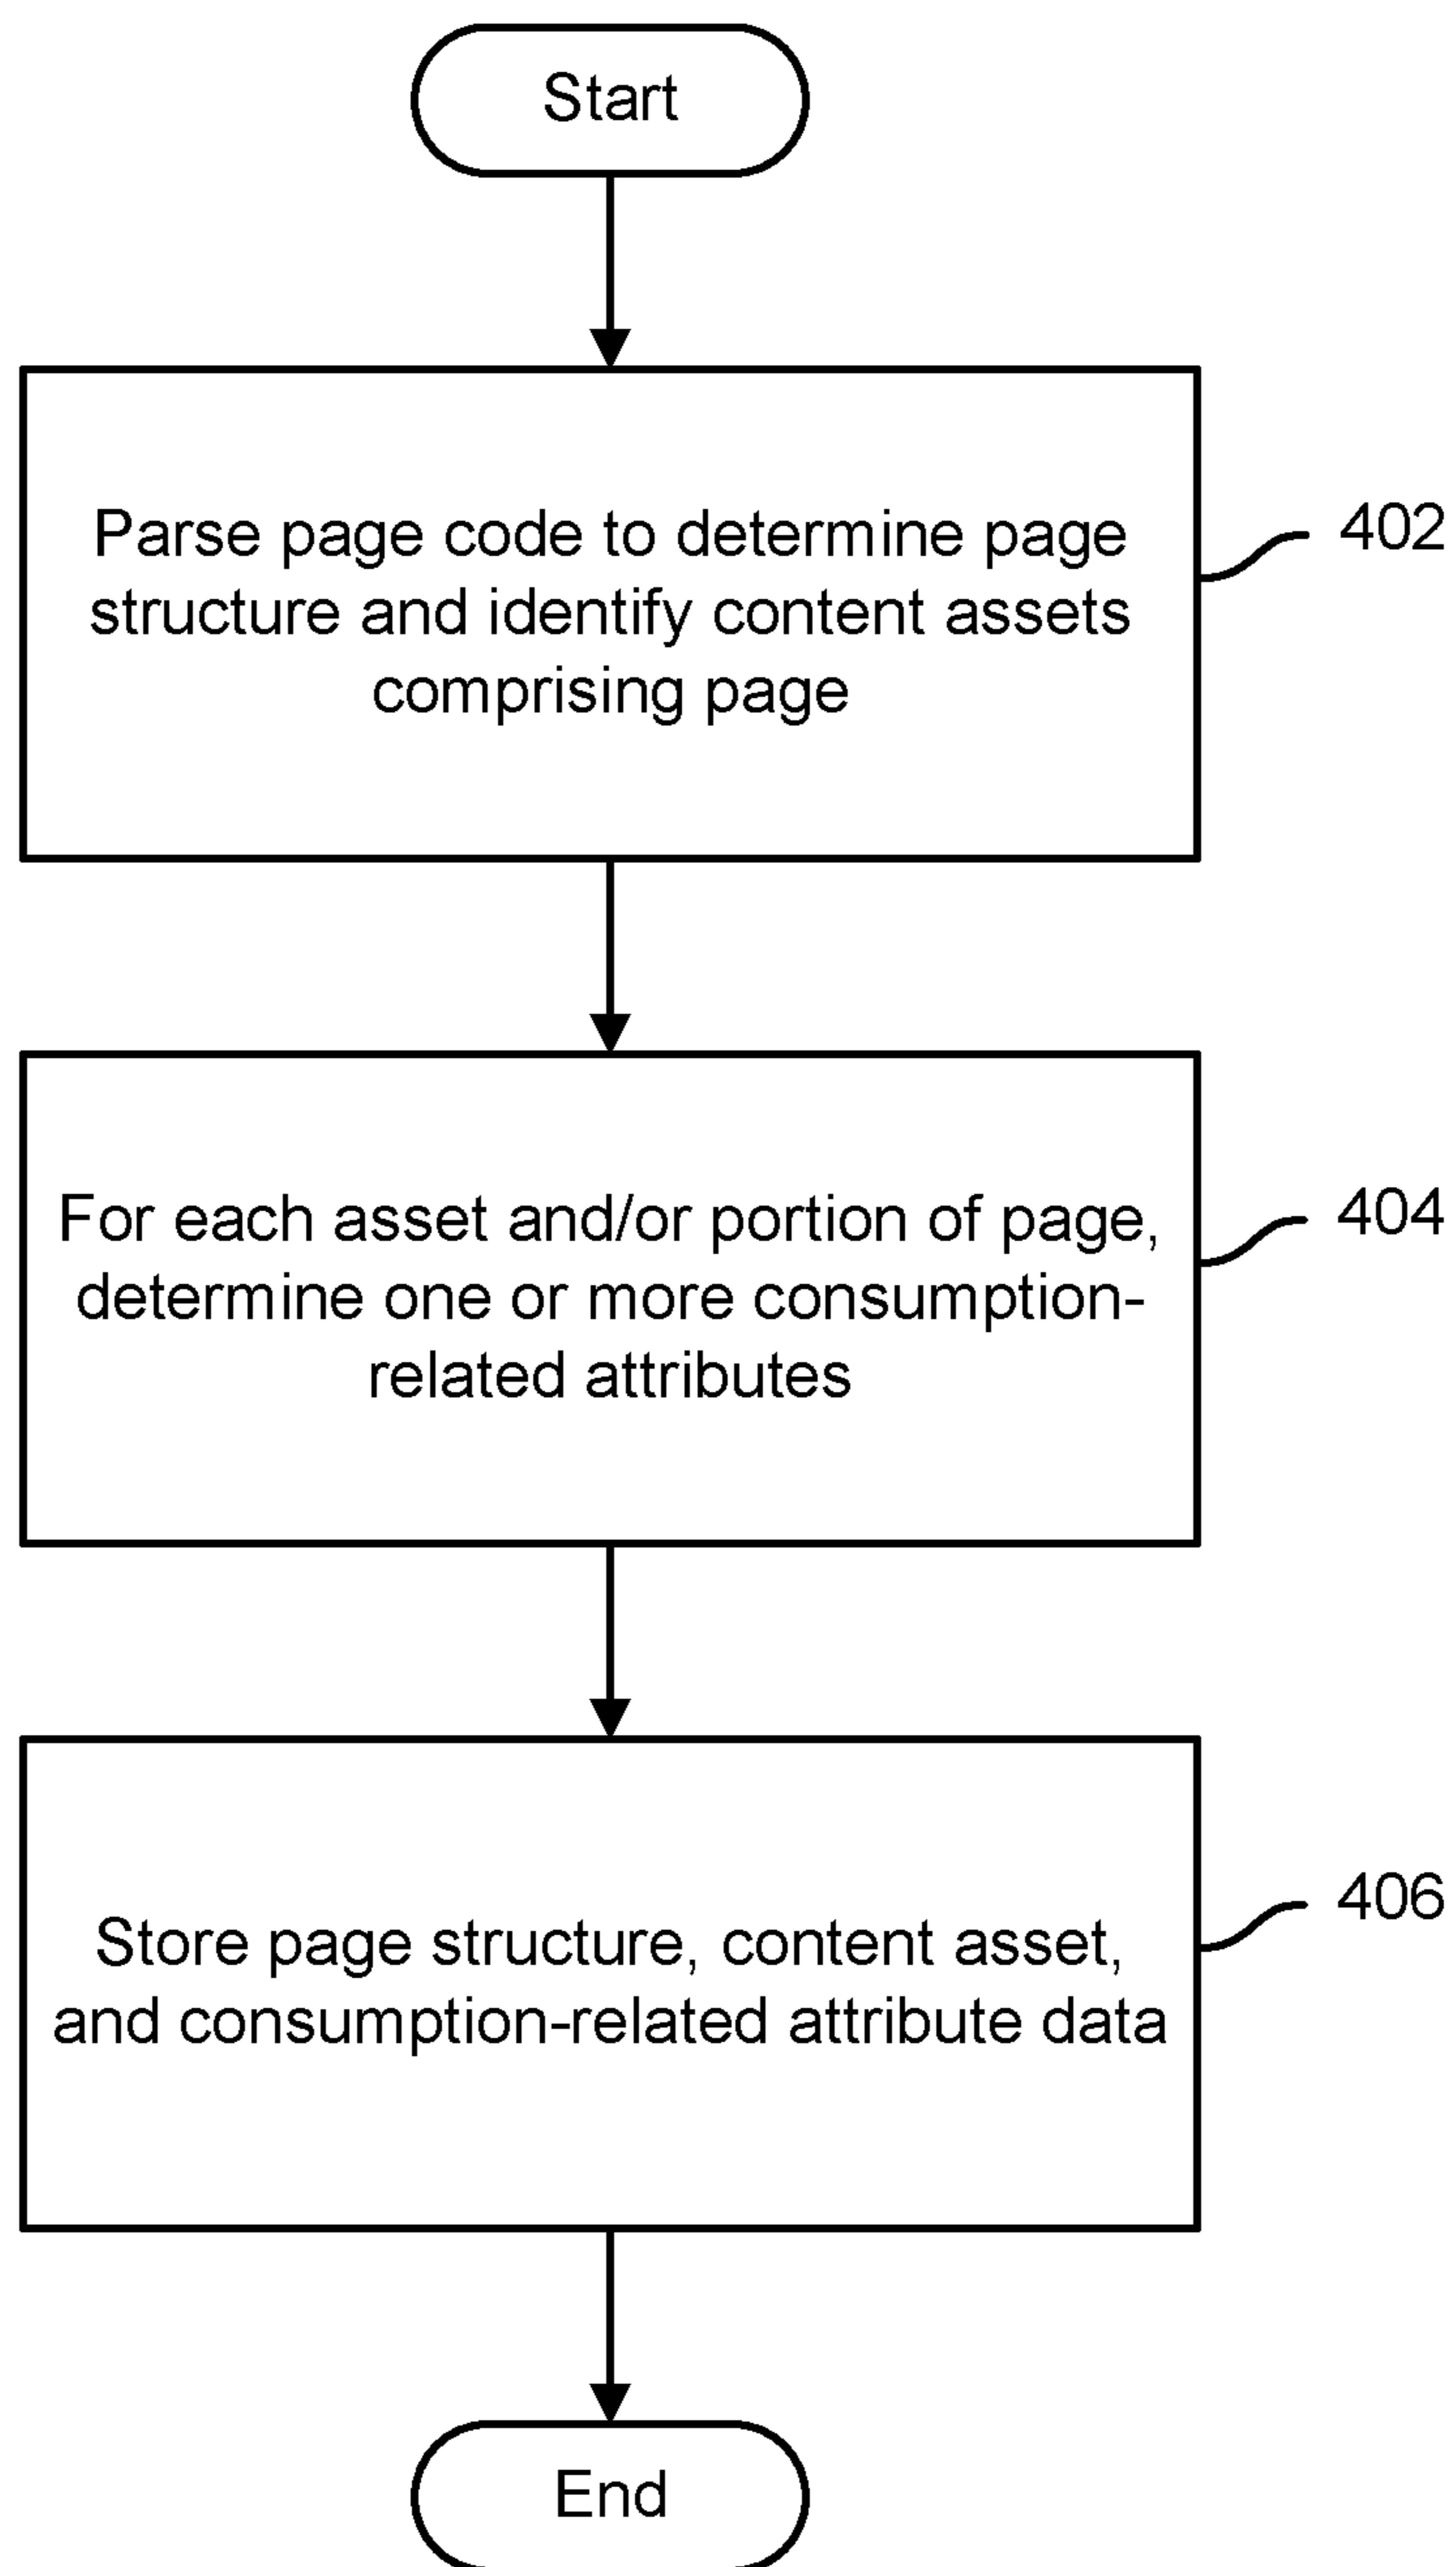 Start
Parse page code to determine page
structure and identify content assets
comprising page
402
For each asset and/or portion of page,
determine one or more consumption-
related attributes
404
Store page structure, content asset,
and consumption-related attribute data
406
End